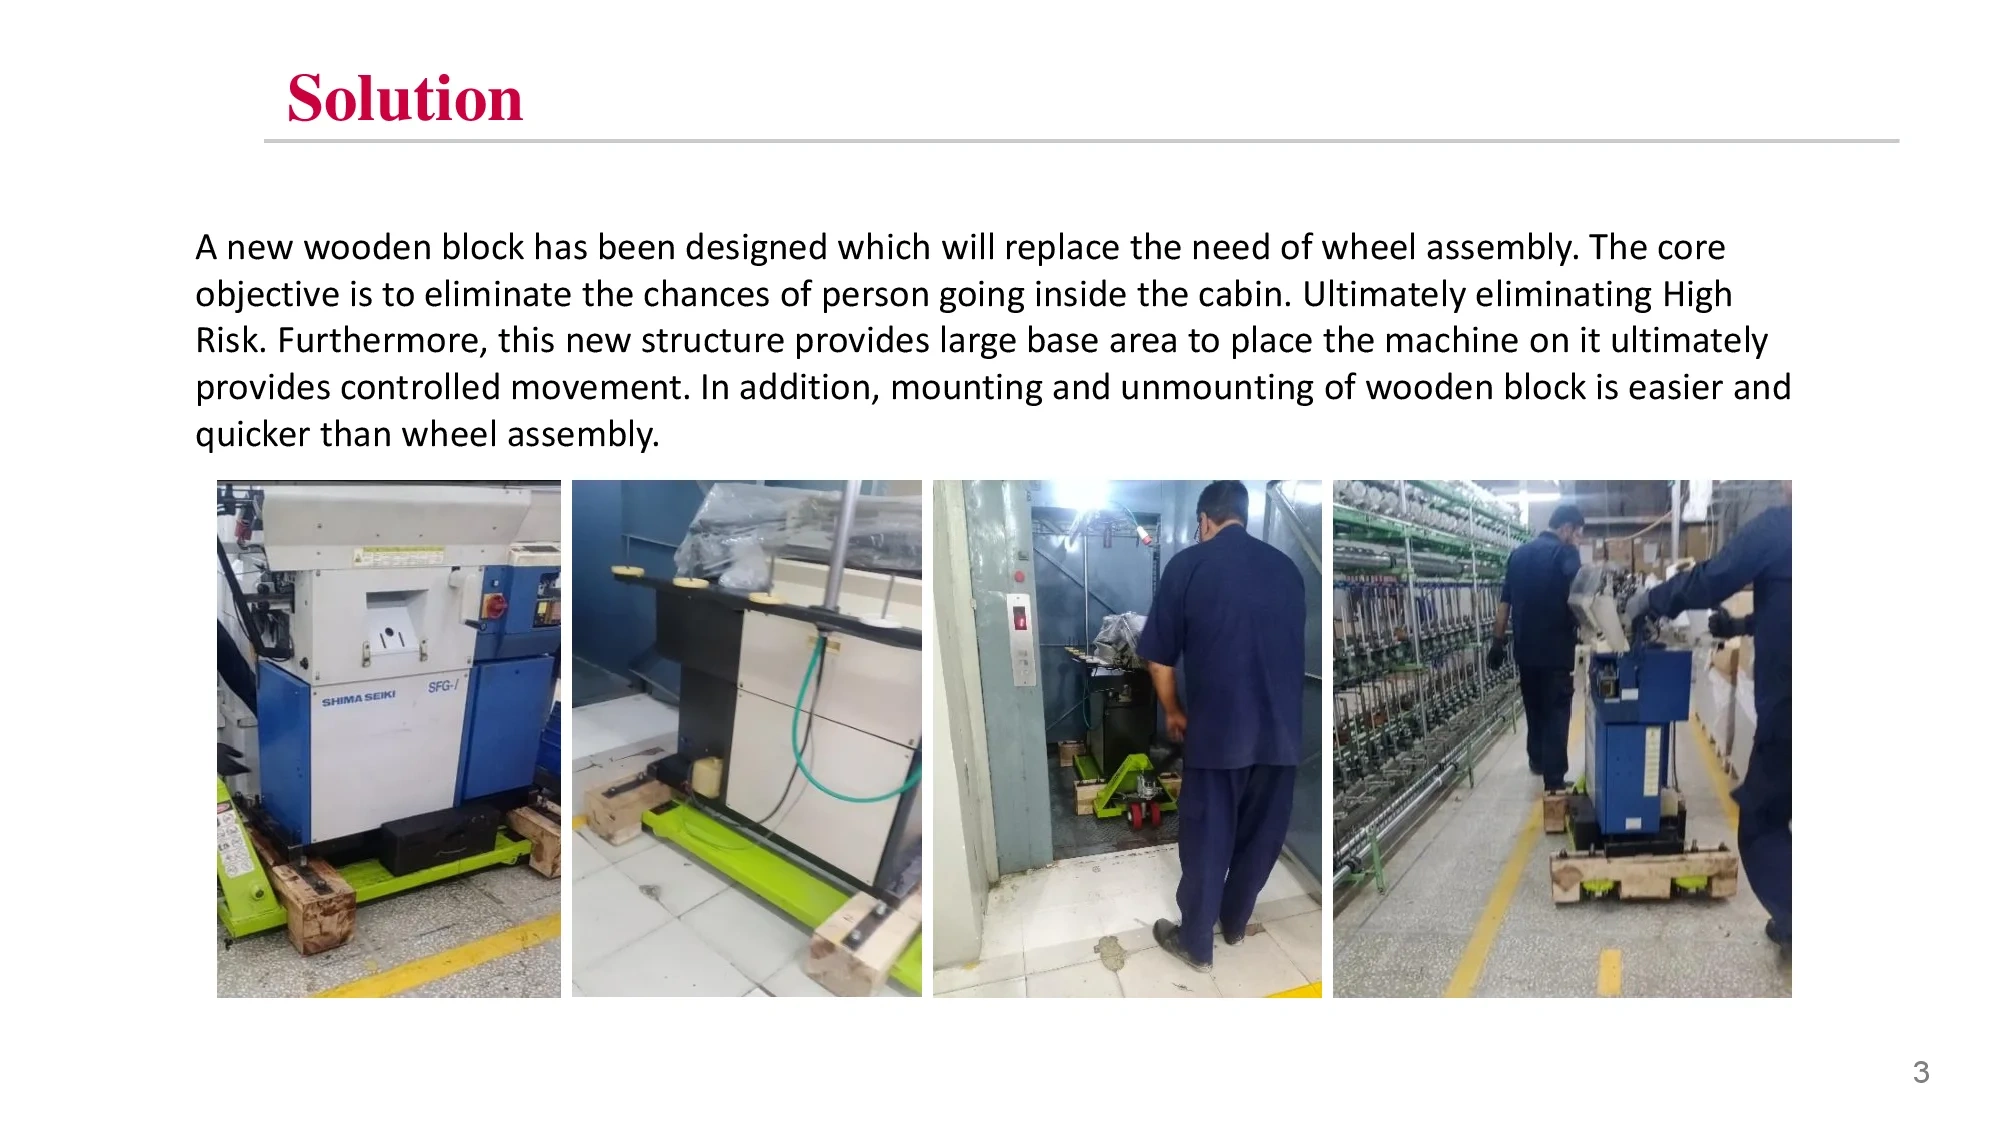 Solution
A new wooden block has been designed which will replace the need of wheel assembly. The core
objective is to eliminate the chances of person going inside the cabin. Ultimately eliminating High
Risk. Furthermore, this new structure provides large base area to place the machine on it ultimately
provides controlled movement. In addition, mounting and unmounting of wooden block is easier and
quicker than wheel assembly.
SHIMA SEIKI
SFG-I
3